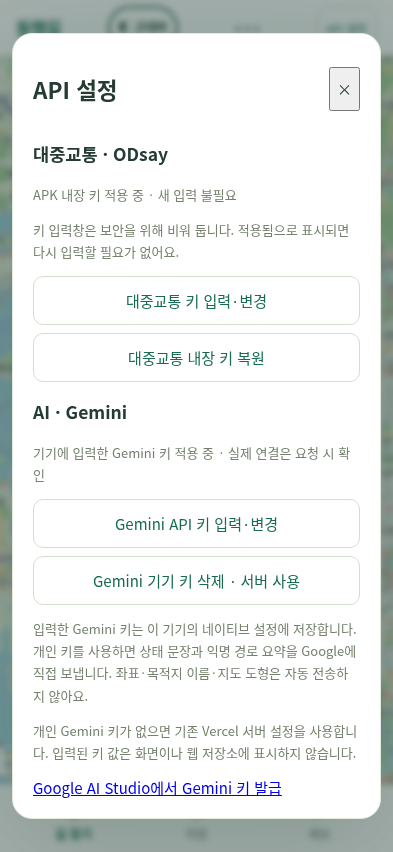 API 설정
×
대중교통 · ODsay
APK 내장 키 적용 중 · 새 입력 불필요
키 입력창은 보안을 위해 비워 둡니다. 적용됨으로 표시되면
다시 입력할 필요가 없어요.
대중교통 키 입력·변경
대중교통 내장 키 복원
AI · Gemini
기기에 입력한 Gemini 키 적용 중 · 실제 연결은 요청 시 확
인
Gemini API 키 입력·변경
Gemini 기기 키 삭제 · 서버 사용
입력한 Gemini 키는 이 기기의 네이티브 설정에 저장합니다.
개인 키를 사용하면 상태 문장과 익명 경로 요약을 Google에
직접 보냅니다. 좌표·목적지 이름·지도 도형은 자동 전송하
지 않아요.
개인 Gemini 키가 없으면 기존 Vercel 서버 설정을 사용합니
다. 입력된 키 값은 화면이나 웹 저장소에 표시하지 않습니다.
Google AI Studio에서 Gemini 키 발급